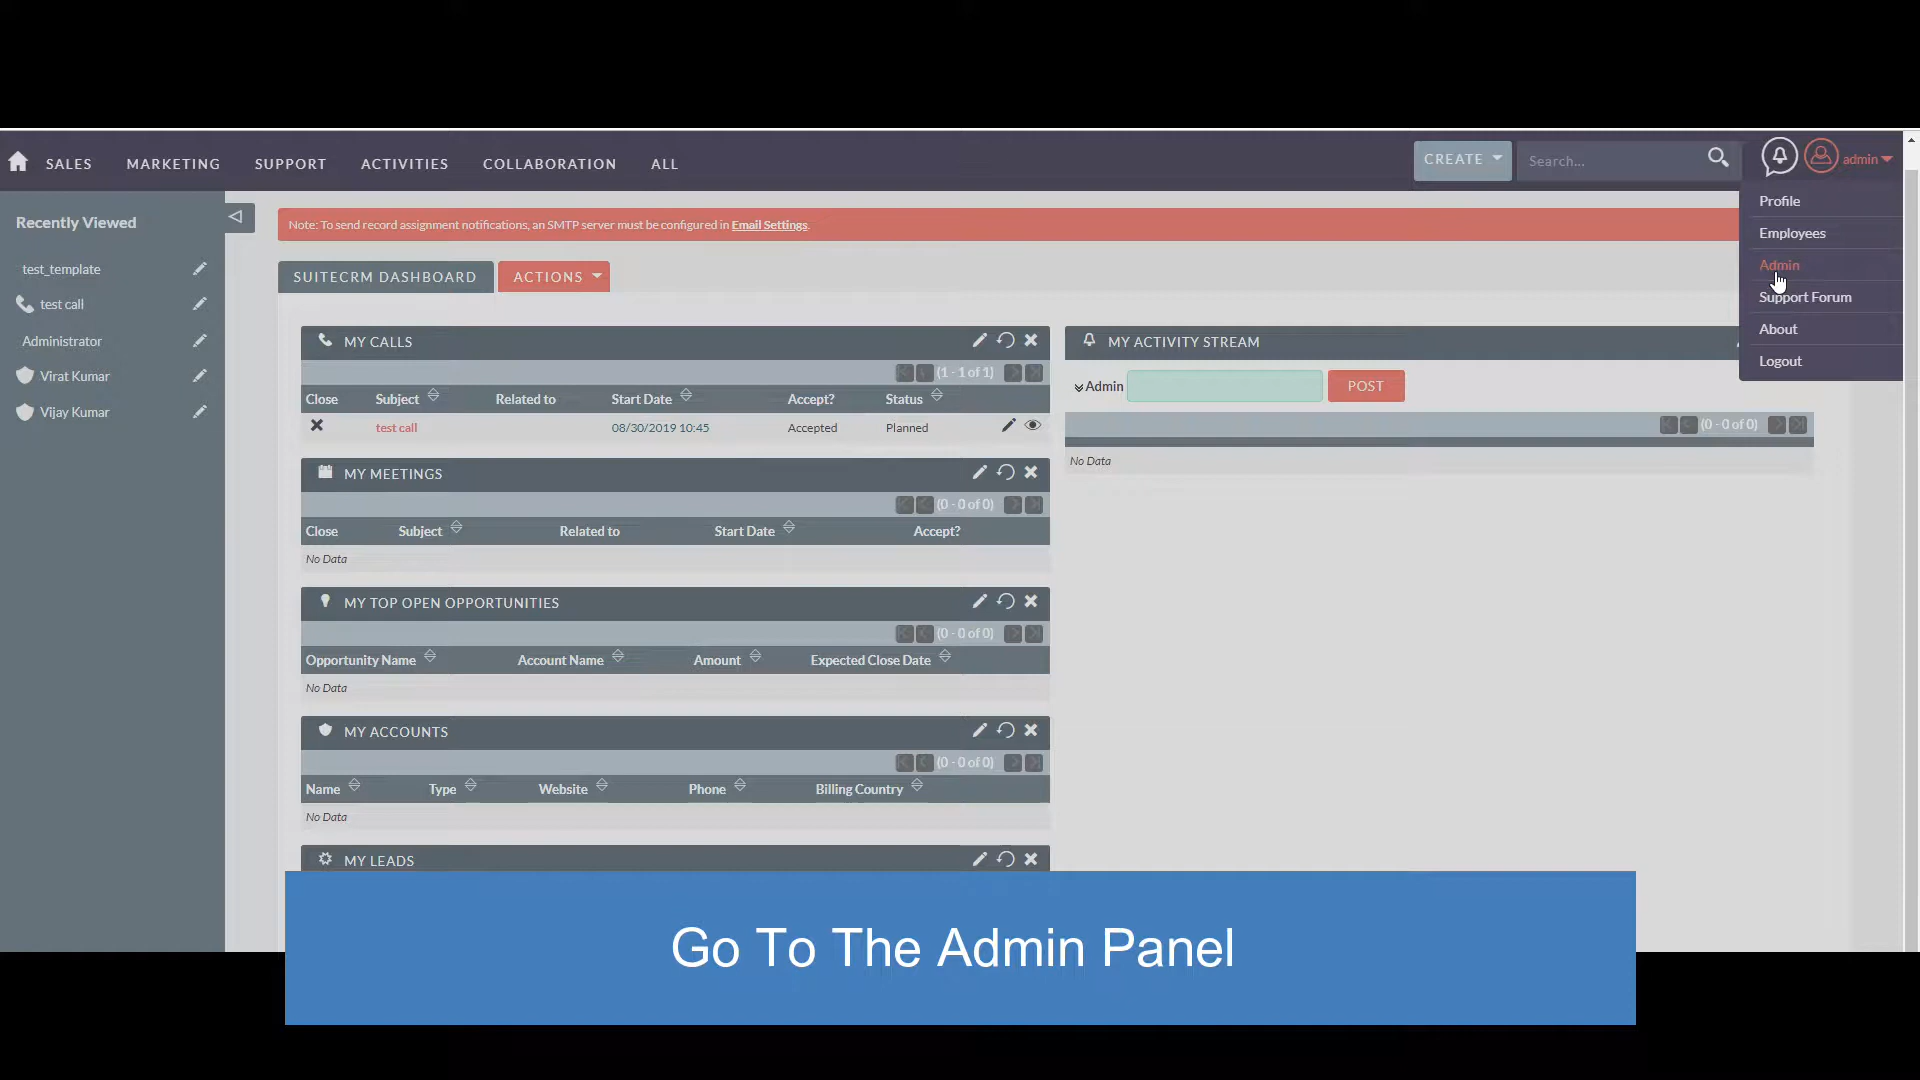 SALES MARKETING SUPPORT ACTIVITIES COLLABORATION ALL CREATE Search... admin
Profile
Employees
Admin
Support Forum
About
Logout
Recently Viewed
test_template
test call
Administrator
Virat Kumar
Vijay Kumar
Note: To send record assignment notifications, an SMTP server must be configured in Email Settings.
SUITECRM DASHBOARD ACTIONS
MY CALLS
(1 - 1 of 1)
Close Subject Related to Start Date Accept? Status
test call 08/30/2019 10:45 Accepted Planned
MY MEETINGS
(0 - 0 of 0)
Close Subject Related to Start Date Accept?
No Data
MY TOP OPEN OPPORTUNITIES
(0 - 0 of 0)
Opportunity Name Account Name Amount Expected Close Date
No Data
MY ACCOUNTS
(0 - 0 of 0)
Name Type Website Phone Billing Country
No Data
MY LEADS
MY ACTIVITY STREAM
Admin POST
(0 - 0 of 0)
No Data
Go To The Admin Panel